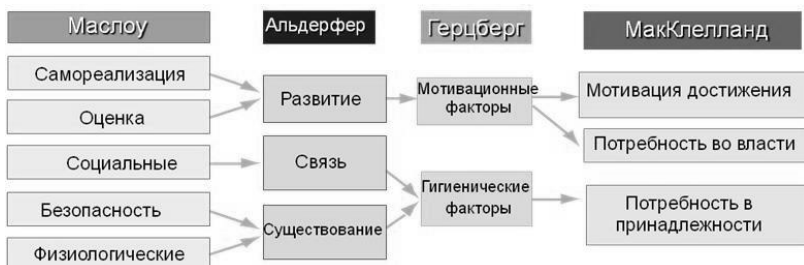 Маслоу
Альдерфер
Герцберг
МакКлелланд
Самореализация
Оценка
Социальные
Безопасность
Физиологические
Развитие
Связь
Существование
Мотивационные
факторы
Гигиенические
факторы
Мотивация достижения
Потребность во власти
Потребность в
принадлежности